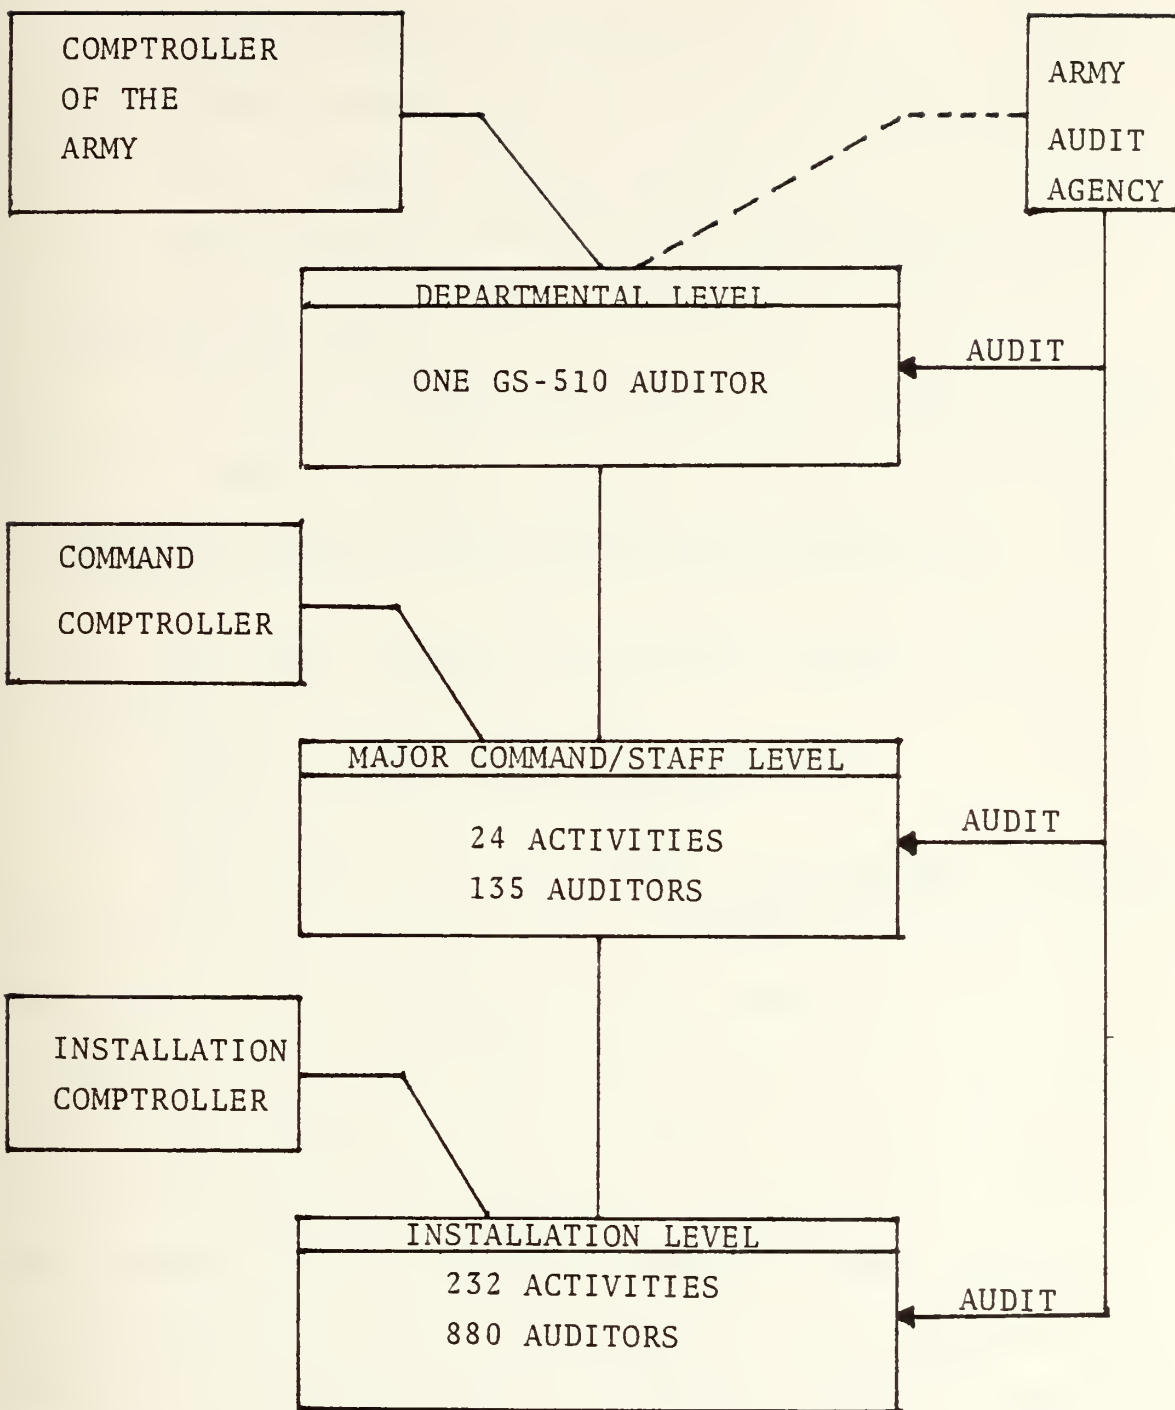 COMPTROLLER
OF THE
ARMY
ARMY
AUDIT
AGENCY
DEPARTMENTAL LEVEL
AUDIT
ONE GS-510 AUDITOR
COMMAND
COMPTROLLER
MAJOR COMMAND/STAFF LEVEL
AUDIT
24 ACTIVITIES
135 AUDITORS
INSTALLATION
COMPTROLLER
INSTALLATION LEVEL
232 ACTIVITIES
AUDIT
880 AUDITORS